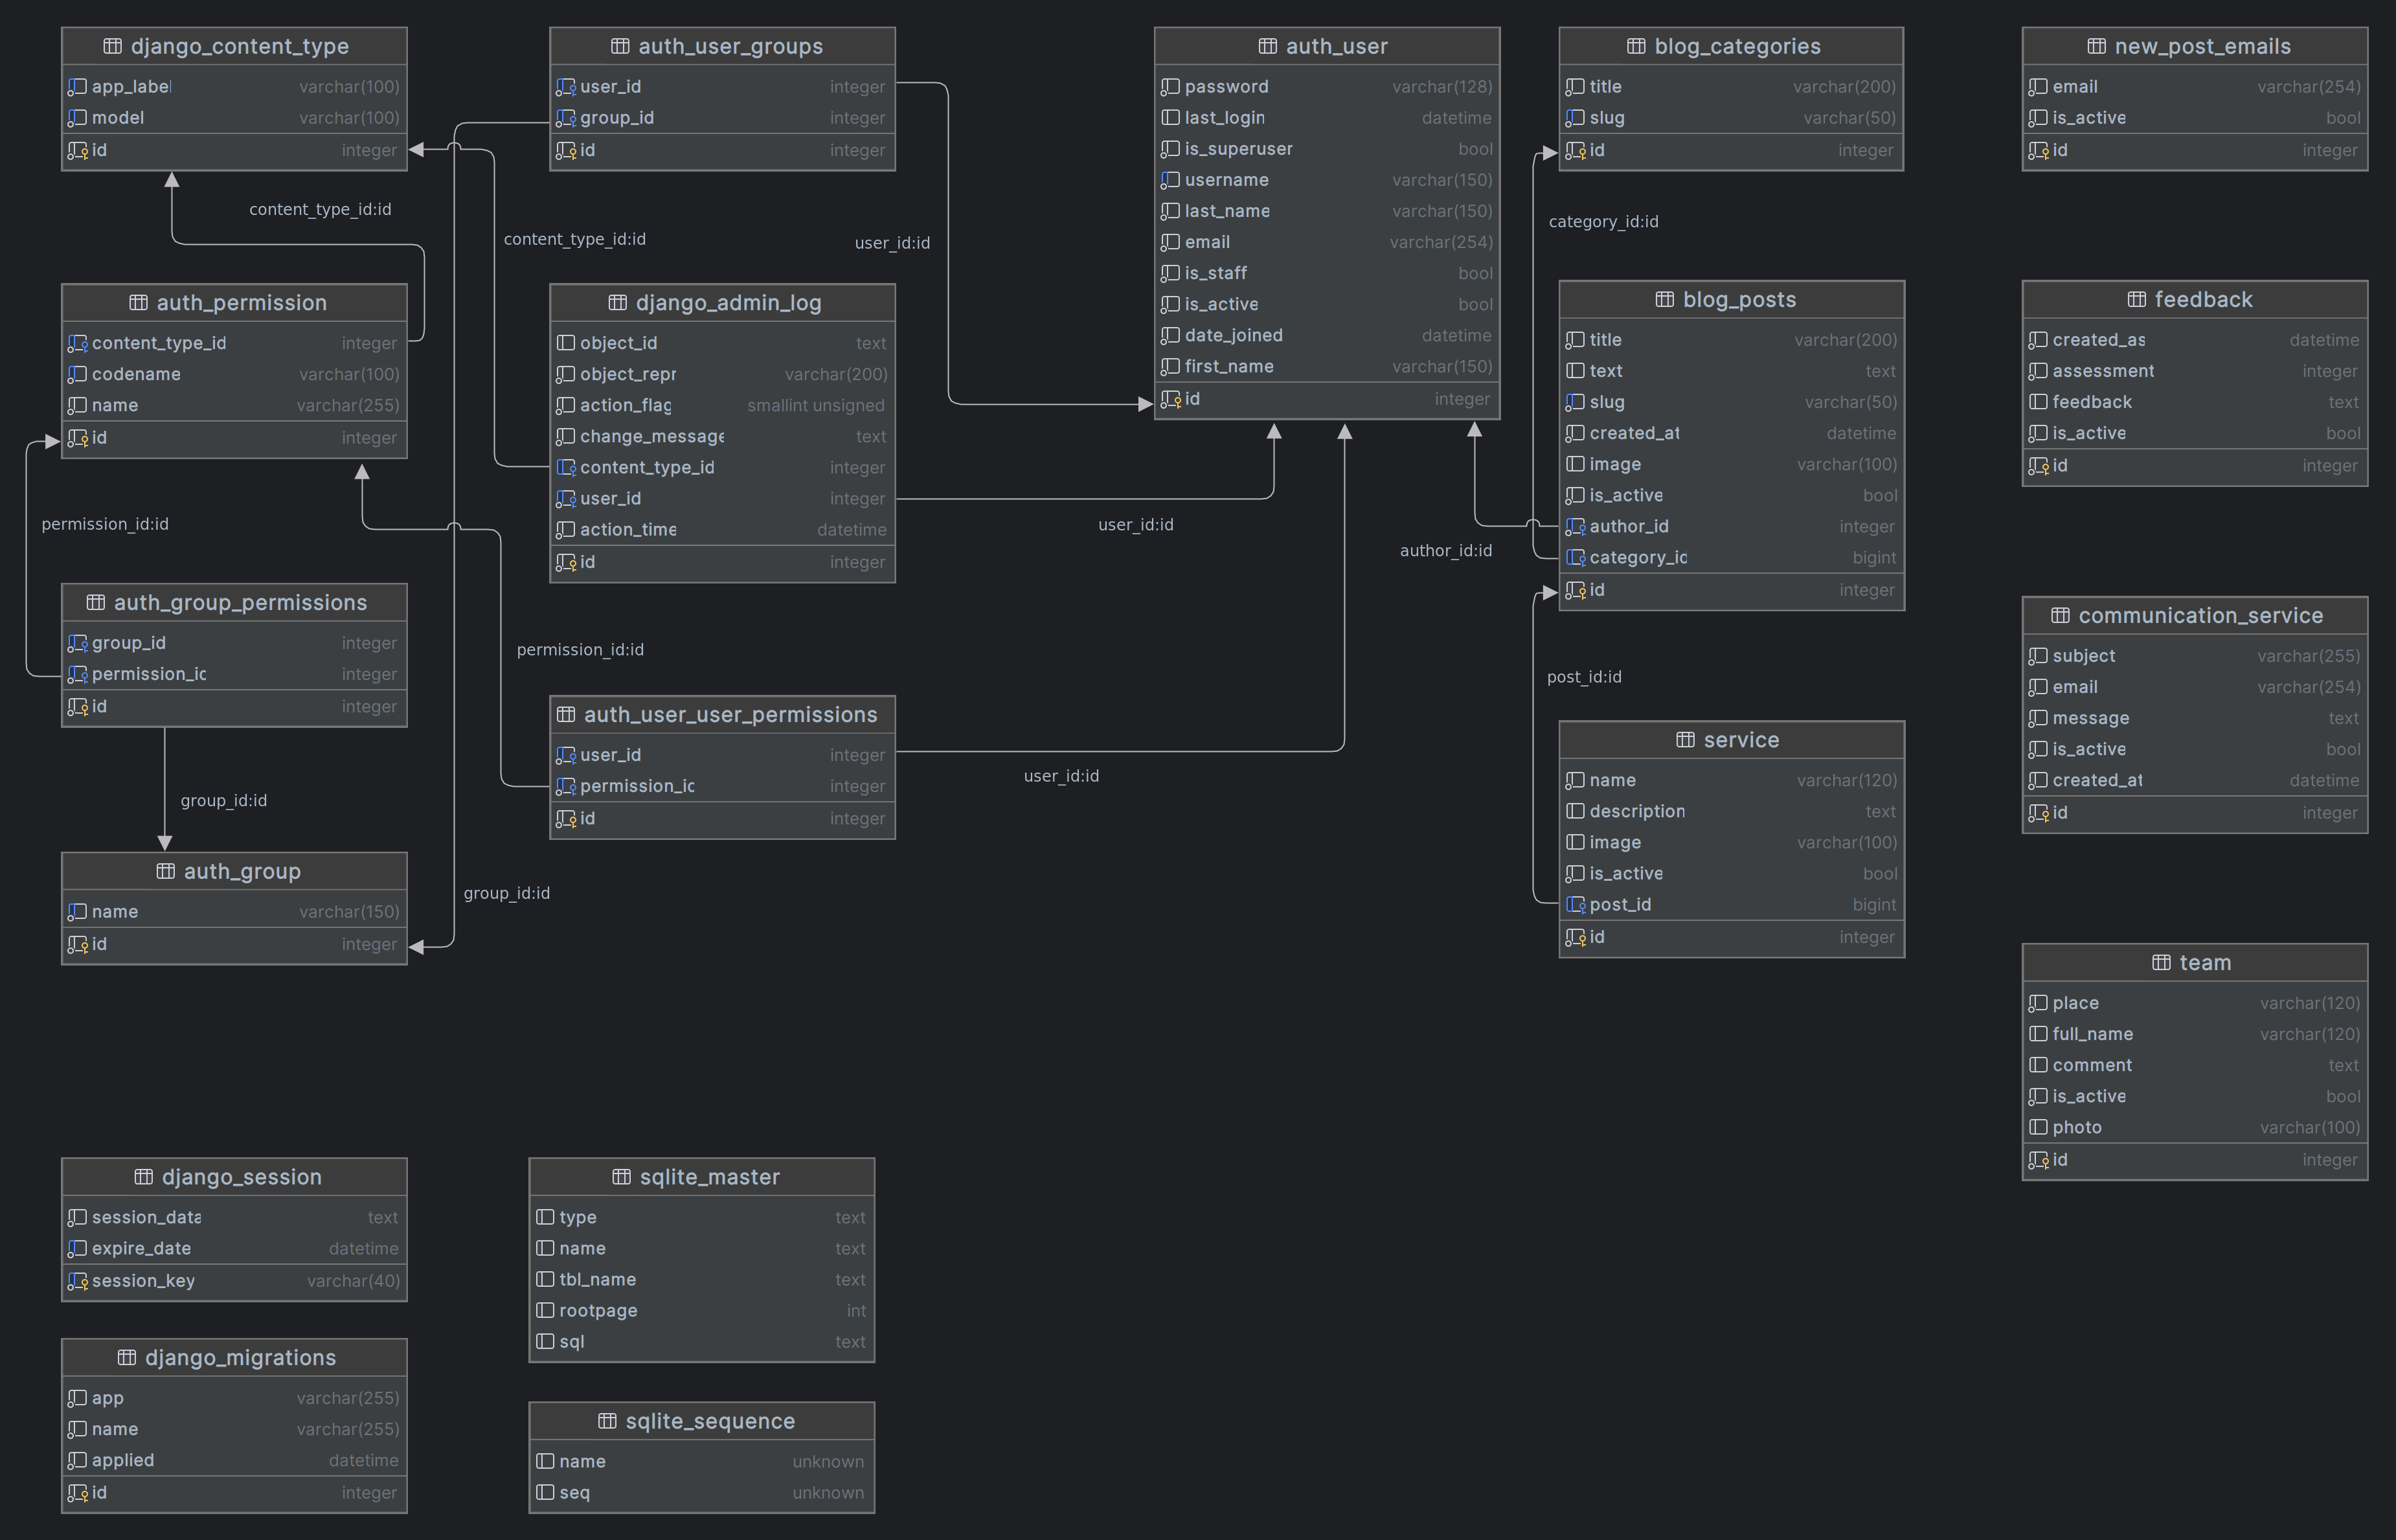 django_content_type
app_label varchar(100)
model varchar(100)
id integer
auth_user_groups
user_id integer
group_id integer
id integer
auth_user
password varchar(128)
last_login datetime
is_superuser bool
username varchar(150)
last_name varchar(150)
email varchar(254)
is_staff bool
is_active bool
date_joined datetime
first_name varchar(150)
id integer
blog_categories
title varchar(200)
slug varchar(50)
id integer
new_post_emails
email varchar(254)
is_active bool
id integer
content_type_id:id
content_type_id:id
user_id:id
category_id:id
auth_permission
content_type_id integer
codename varchar(100)
name varchar(255)
id integer
django_admin_log
object_id text
object_repr varchar(200)
action_flag smallint unsigned
change_message text
content_type_id integer
user_id integer
action_time datetime
id integer
blog_posts
title varchar(200)
text text
slug varchar(50)
created_at datetime
image varchar(100)
is_active bool
author_id integer
category_id bigint
id integer
feedback
created_as datetime
assessment integer
feedback text
is_active bool
id integer
permission_id:id
user_id:id
author_id:id
auth_group_permissions
group_id integer
permission_id integer
id integer
permission_id:id
post_id:id
communication_service
subject varchar(255)
email varchar(254)
message text
is_active bool
created_at datetime
id integer
auth_user_user_permissions
user_id integer
permission_id integer
id integer
user_id:id
service
name varchar(120)
description text
image varchar(100)
is_active bool
post_id bigint
id integer
group_id:id
group_id:id
auth_group
name varchar(150)
id integer
team
place varchar(120)
full_name varchar(120)
comment text
is_active bool
photo varchar(100)
id integer
django_session
session_data text
expire_date datetime
session_key varchar(40)
sqlite_master
type text
name text
tbl_name text
rootpage int
sql text
django_migrations
app varchar(255)
name varchar(255)
applied datetime
id integer
sqlite_sequence
name unknown
seq unknown